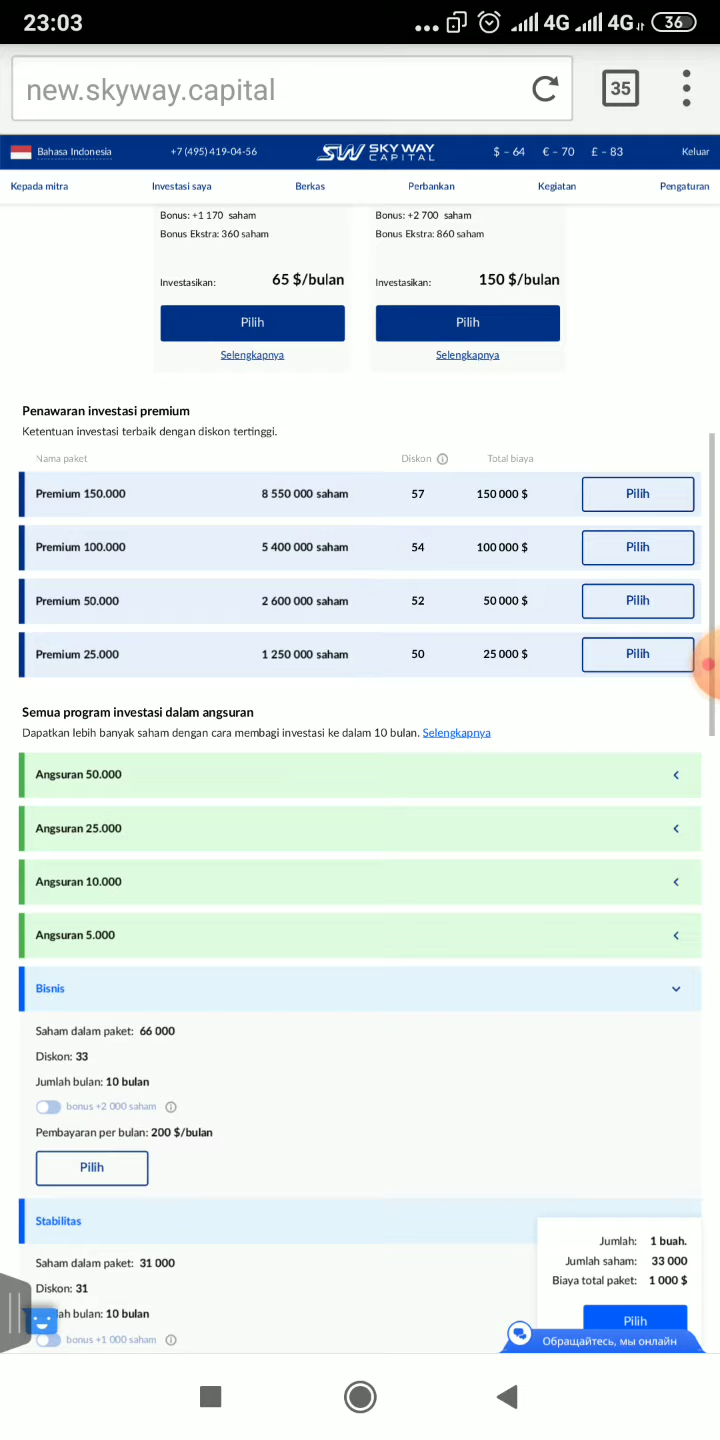 23:03
4G 4G 36
new.skyway.capital
35
Bahasa Indonesia +7 (495) 419-04-56 SW SKY WAY CAPITAL $ – 64 € – 70 £ – 83 Keluar
Kepada mitra Investasi saya Berkas Perbankan Kegiatan Pengaturan
Bonus: +1 170 saham Bonus: +2 700 saham
Bonus Ekstra: 360 saham Bonus Ekstra: 860 saham
Investasikan: 65 $/bulan Investasikan: 150 $/bulan
Pilih Pilih
Selengkapnya Selengkapnya
Penawaran investasi premium
Ketentuan investasi terbaik dengan diskon tertinggi.
Nama paket Diskon Total biaya
Premium 150.000 8 550 000 saham 57 150 000 $ Pilih
Premium 100.000 5 400 000 saham 54 100 000 $ Pilih
Premium 50.000 2 600 000 saham 52 50 000 $ Pilih
Premium 25.000 1 250 000 saham 50 25 000 $ Pilih
Semua program investasi dalam angsuran
Dapatkan lebih banyak saham dengan cara membagi investasi ke dalam 10 bulan. Selengkapnya
Angsuran 50.000
Angsuran 25.000
Angsuran 10.000
Angsuran 5.000
Bisnis
Saham dalam paket: 66 000
Diskon: 33
Jumlah bulan: 10 bulan
bonus +2 000 saham
Pembayaran per bulan: 200 $/bulan
Pilih
Stabilitas
Saham dalam paket: 31 000
Diskon: 31
bulan: 10 bulan
bonus +1 000 saham
Jumlah: 1 buah.
Jumlah saham: 33 000
Biaya total paket: 1 000 $
Pilih
Обращайтесь, мы онлайн